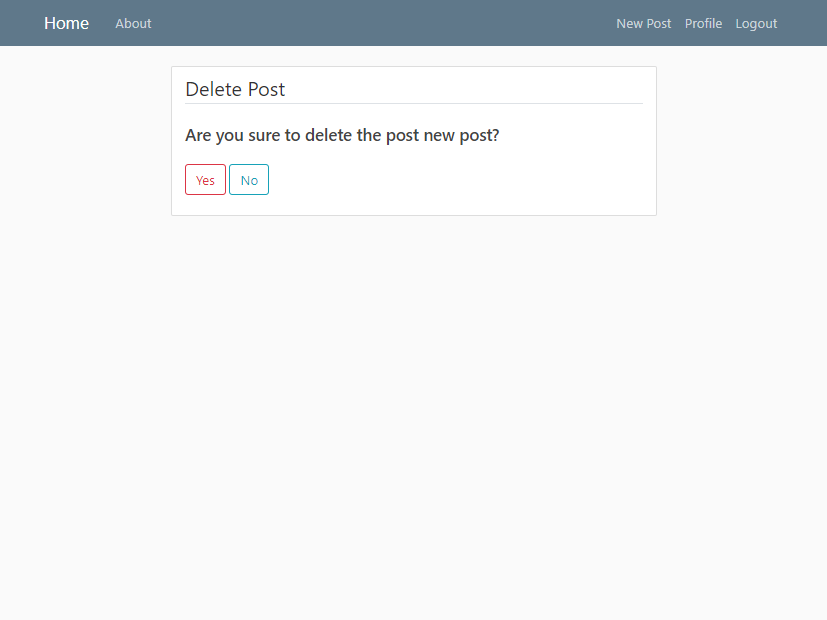 Home About New Post Profile Logout
Delete Post
Are you sure to delete the post new post?
Yes No